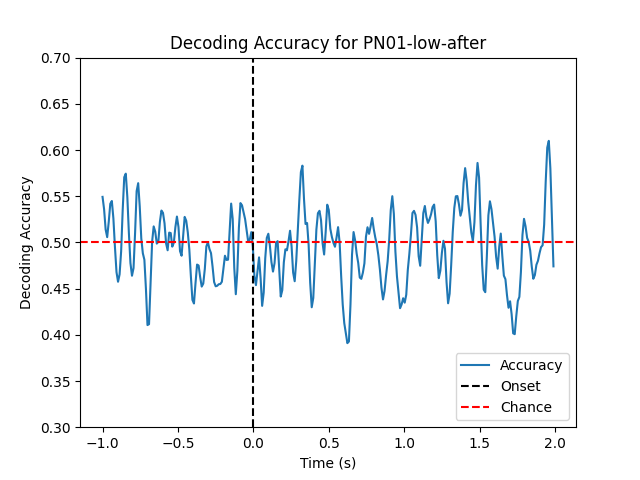 Decoding Accuracy for PN01-low-after
0.70
0.65
0.60
0.55
0.50
0.45
0.40
0.35
0.30
Decoding Accuracy
Accuracy
Onset
Chance
−1.0 −0.5 0.0 0.5 1.0 1.5 2.0
Time (s)